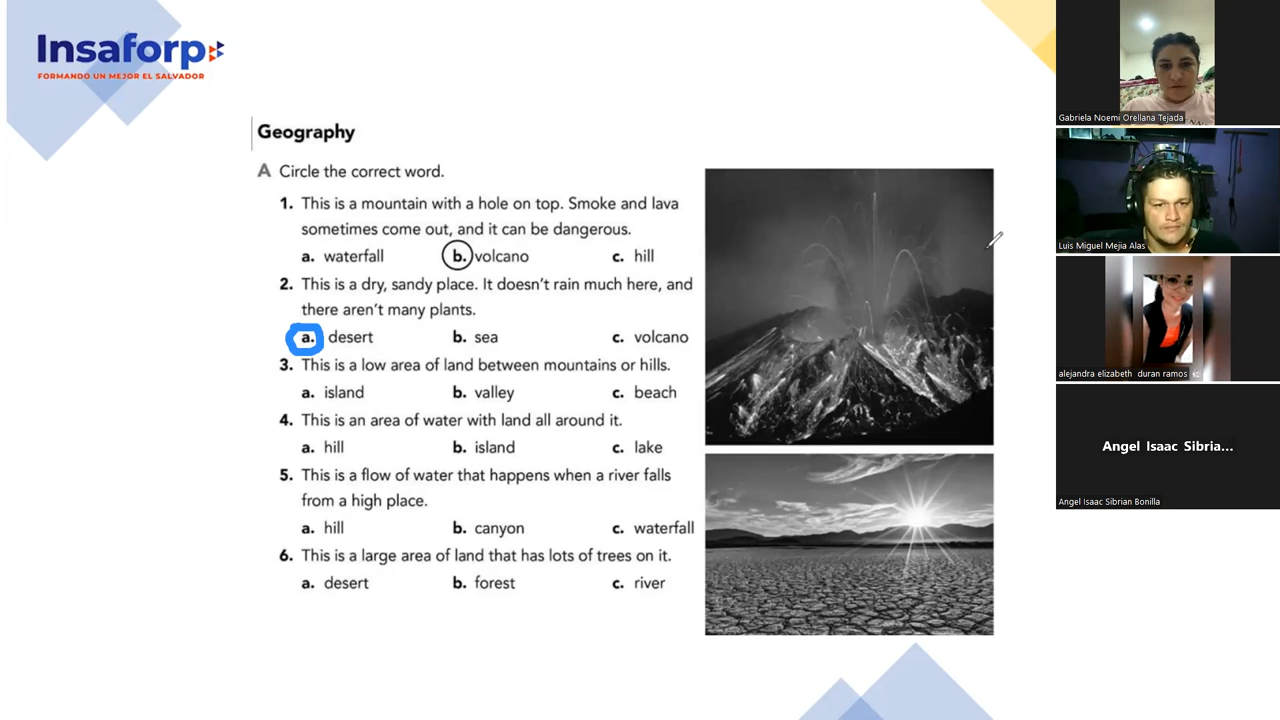 Insaforp
FORMANDO UN MEJOR EL SALVADOR
Geography
A Circle the correct word.
1. This is a mountain with a hole on top. Smoke and lava
sometimes come out, and it can be dangerous.
a. waterfall b. volcano c. hill
2. This is a dry, sandy place. It doesn't rain much here, and
there aren't many plants.
a. desert b. sea c. volcano
3. This is a low area of land between mountains or hills.
a. island b. valley c. beach
4. This is an area of water with land all around it.
a. hill b. island c. lake
5. This is a flow of water that happens when a river falls
from a high place.
a. hill b. canyon c. waterfall
6. This is a large area of land that has lots of trees on it.
a. desert b. forest c. river
Gabriela Noemi Orellana Tejada
Luis Miguel Mejia Alas
alejandra elizabeth duran ramos
Angel Isaac Sibria...
Angel Isaac Sibrian Bonilla